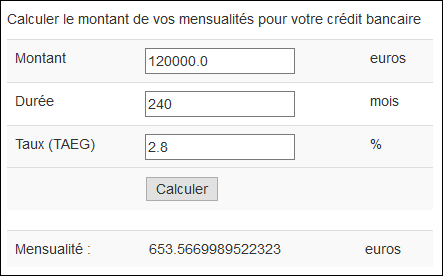 Calculer le montant de vos mensualités pour votre crédit bancaire
Montant 120000.0 euros
Durée 240 mois
Taux (TAEG) 2.8 %
Calculer
Mensualité : 653.5669989522323 euros